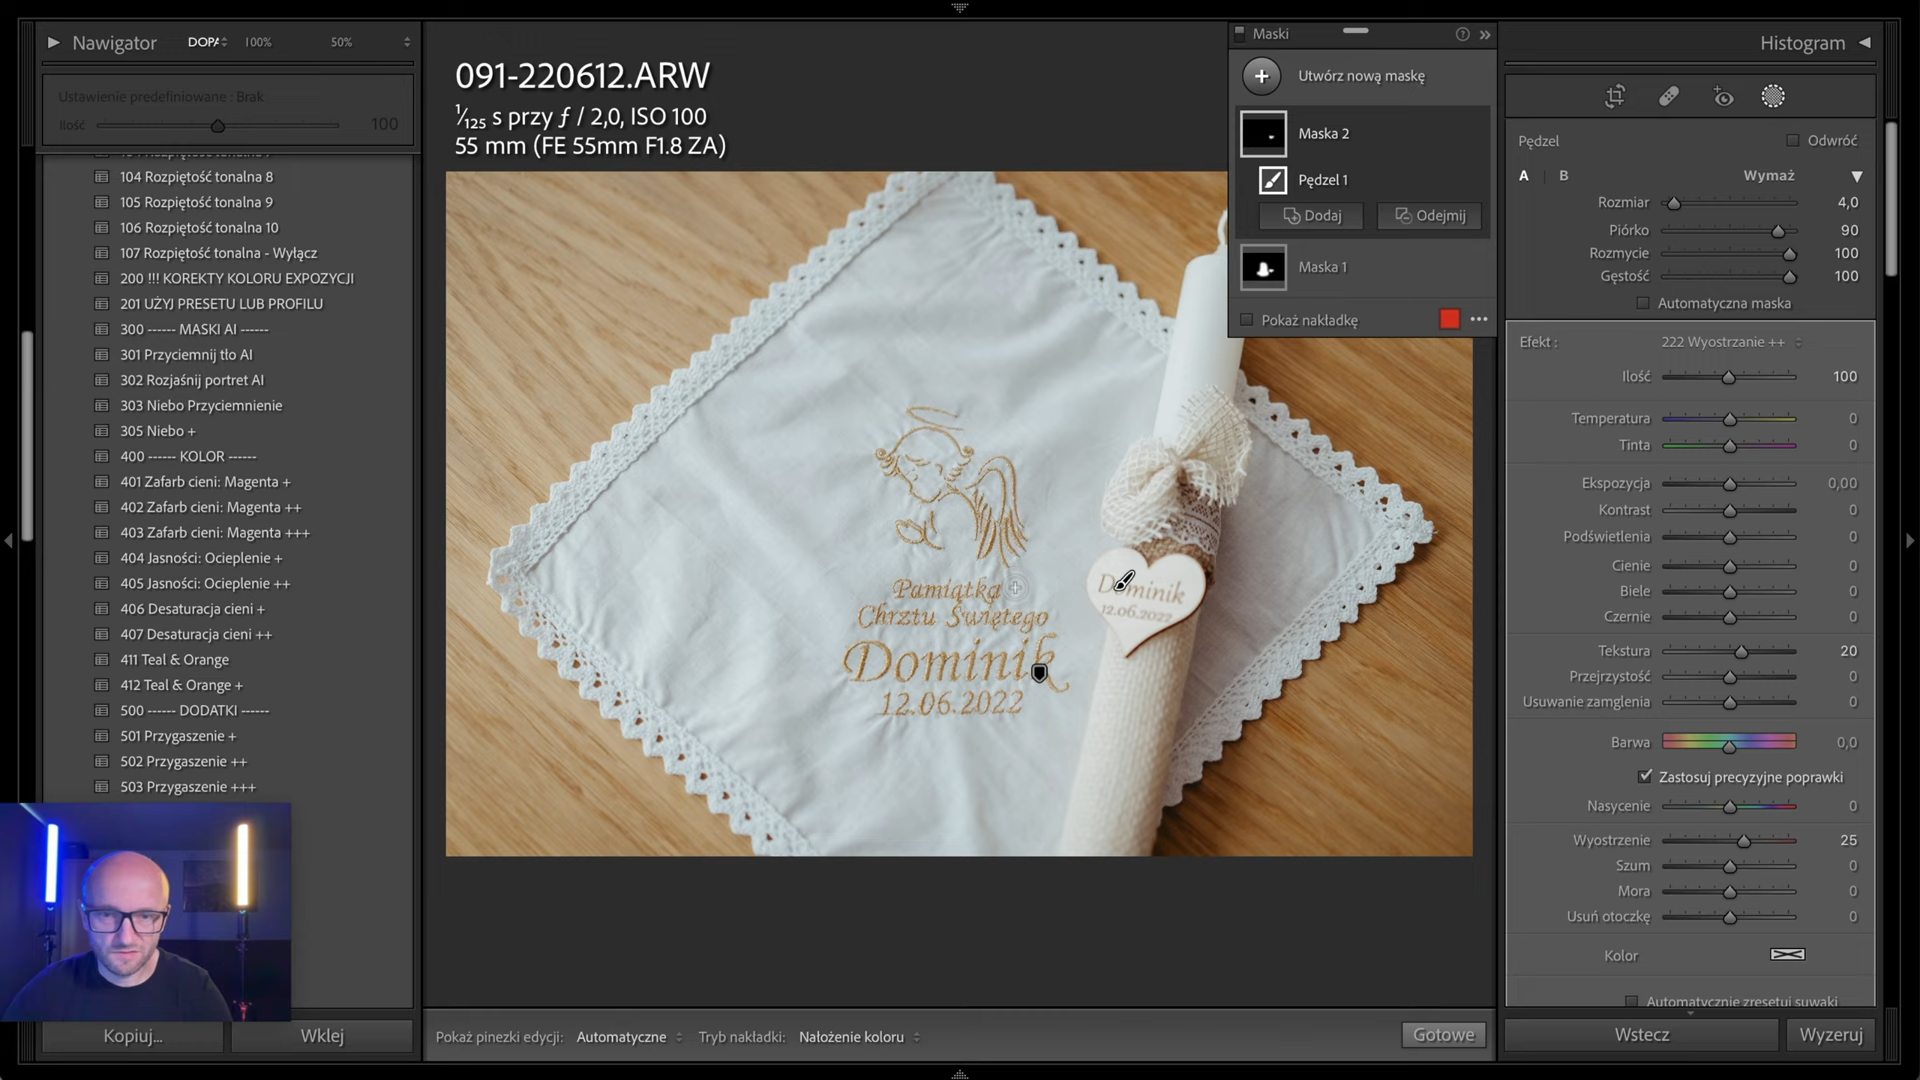 Nawigator DOPA 100% 50%
Ustawienie predefiniowane : Brak
Ilość 100
104 Rozpiętość tonalna 8
105 Rozpiętość tonalna 9
106 Rozpiętość tonalna 10
107 Rozpiętość tonalna - Wyłącz
200 !!! KOREKTY KOLORU EKSPOZYCJI
201 UŻYJ PRESETU LUB PROFILU
300 ------ MASKI AI ------
301 Przyciemnij tło AI
302 Rozjaśnij portret AI
303 Niebo Przyciemnienie
305 Niebo +
400 ------ KOLOR ------
401 Zafarb cieni: Magenta +
402 Zafarb cieni: Magenta ++
403 Zafarb cieni: Magenta +++
404 Jasności: Ocieplenie +
405 Jasności: Ocieplenie ++
406 Desaturacja cieni +
407 Desaturacja cieni ++
411 Teal & Orange
412 Teal & Orange +
500 ------ DODATKI ------
501 Przygaszenie +
502 Przygaszenie ++
503 Przygaszenie +++
Kopiuj... Wklej
091-220612.ARW
1/125 s przy ƒ / 2,0, ISO 100
55 mm (FE 55mm F1.8 ZA)
Pamiątka
Chrztu Świętego
Dominik
12.06.2022
Dominik
12.06.2022
Pokaż pinezki edycji: Automatyczne Tryb nakładki: Nałożenie koloru Gotowe
Maski
Utwórz nową maskę
Maska 2
Pędzel 1
Dodaj Odejmij
Maska 1
Pokaż nakładkę
Histogram
Pędzel Odwróć
A B Wymaż
Rozmiar 4,0
Piórko 90
Rozmycie 100
Gęstość 100
Automatyczna maska
Efekt : 222 Wyostrzanie ++
Ilość 100
Temperatura 0
Tinta 0
Ekspozycja 0,00
Kontrast 0
Podświetlenia 0
Cienie 0
Biele 0
Czernie 0
Tekstura 20
Przejrzystość 0
Usuwanie zamglenia 0
Barwa 0,0
Zastosuj precyzyjne poprawki
Nasycenie 0
Wyostrzenie 25
Szum 0
Mora 0
Usuń otoczkę 0
Kolor
Automatycznie zresetuj suwaki
Wstecz Wyzeruj